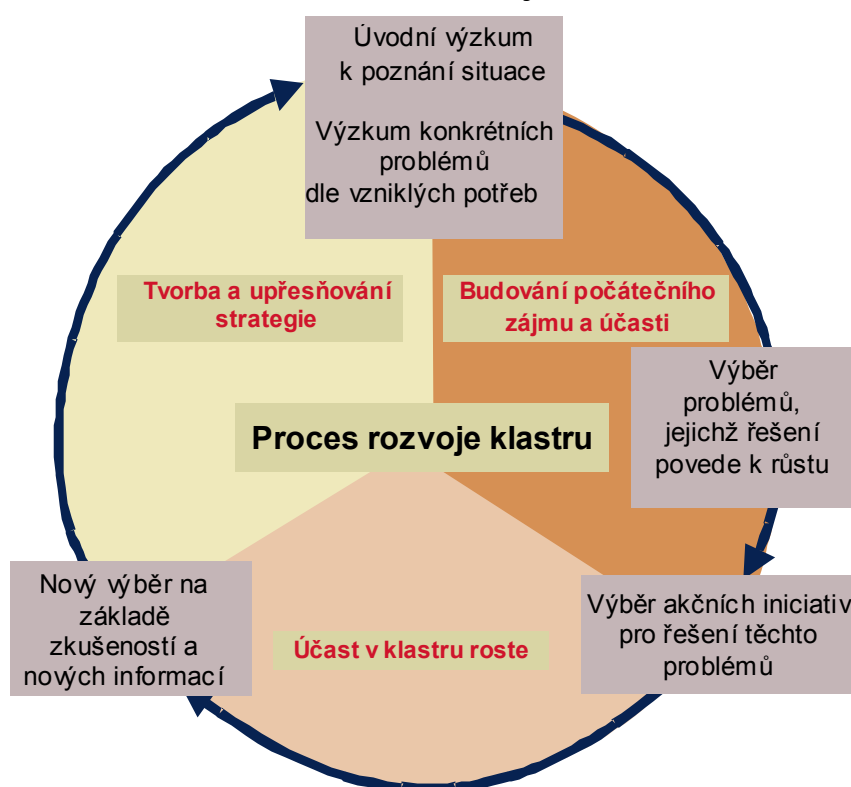 Úvodní výzkum
k poznání situace
Výzkum konkrétních
problémů
dle vzniklých potřeb
Tvorba a upřesňování
strategie
Budování počátečního
zájmu a účasti
Výběr
problémů,
jejichž řešení
povede k růstu
Proces rozvoje klastru
Nový výběr na
základě
zkušeností a
nových informací
Účast v klastru roste
Výběr akčních iniciativ
pro řešení těchto
problémů